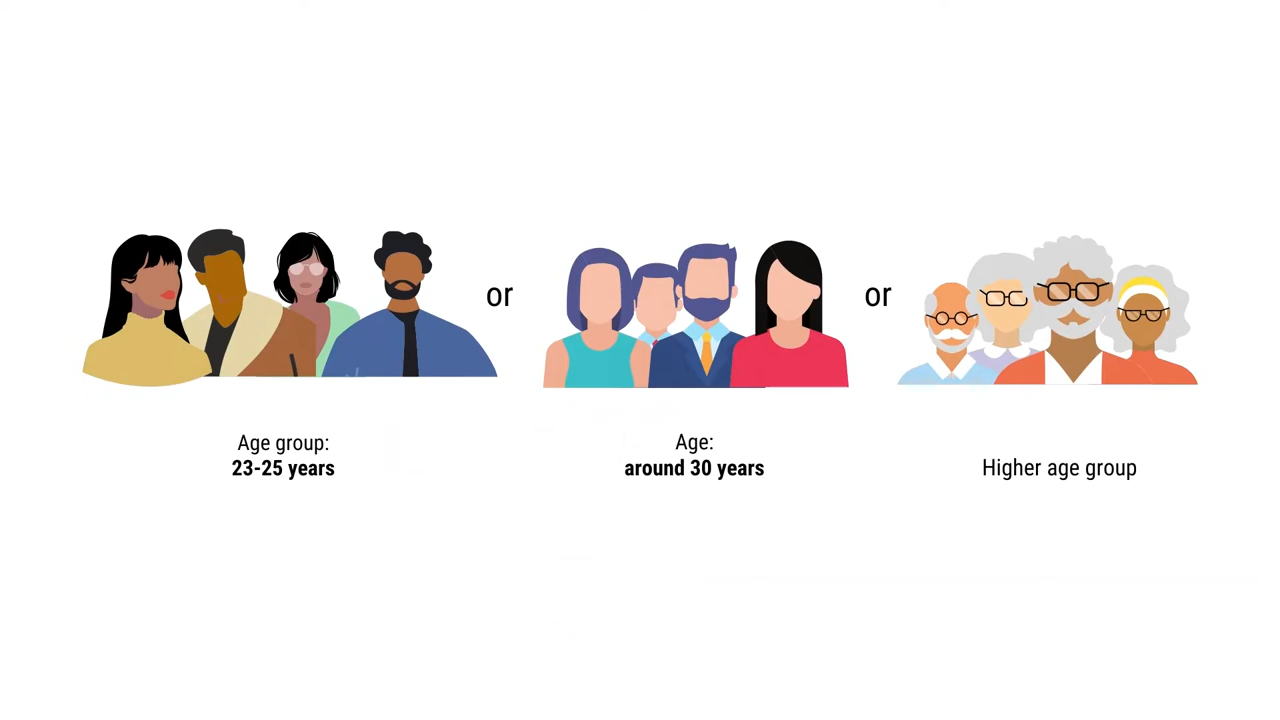 or
or
Age group:
23-25 years
Age:
around 30 years
Higher age group